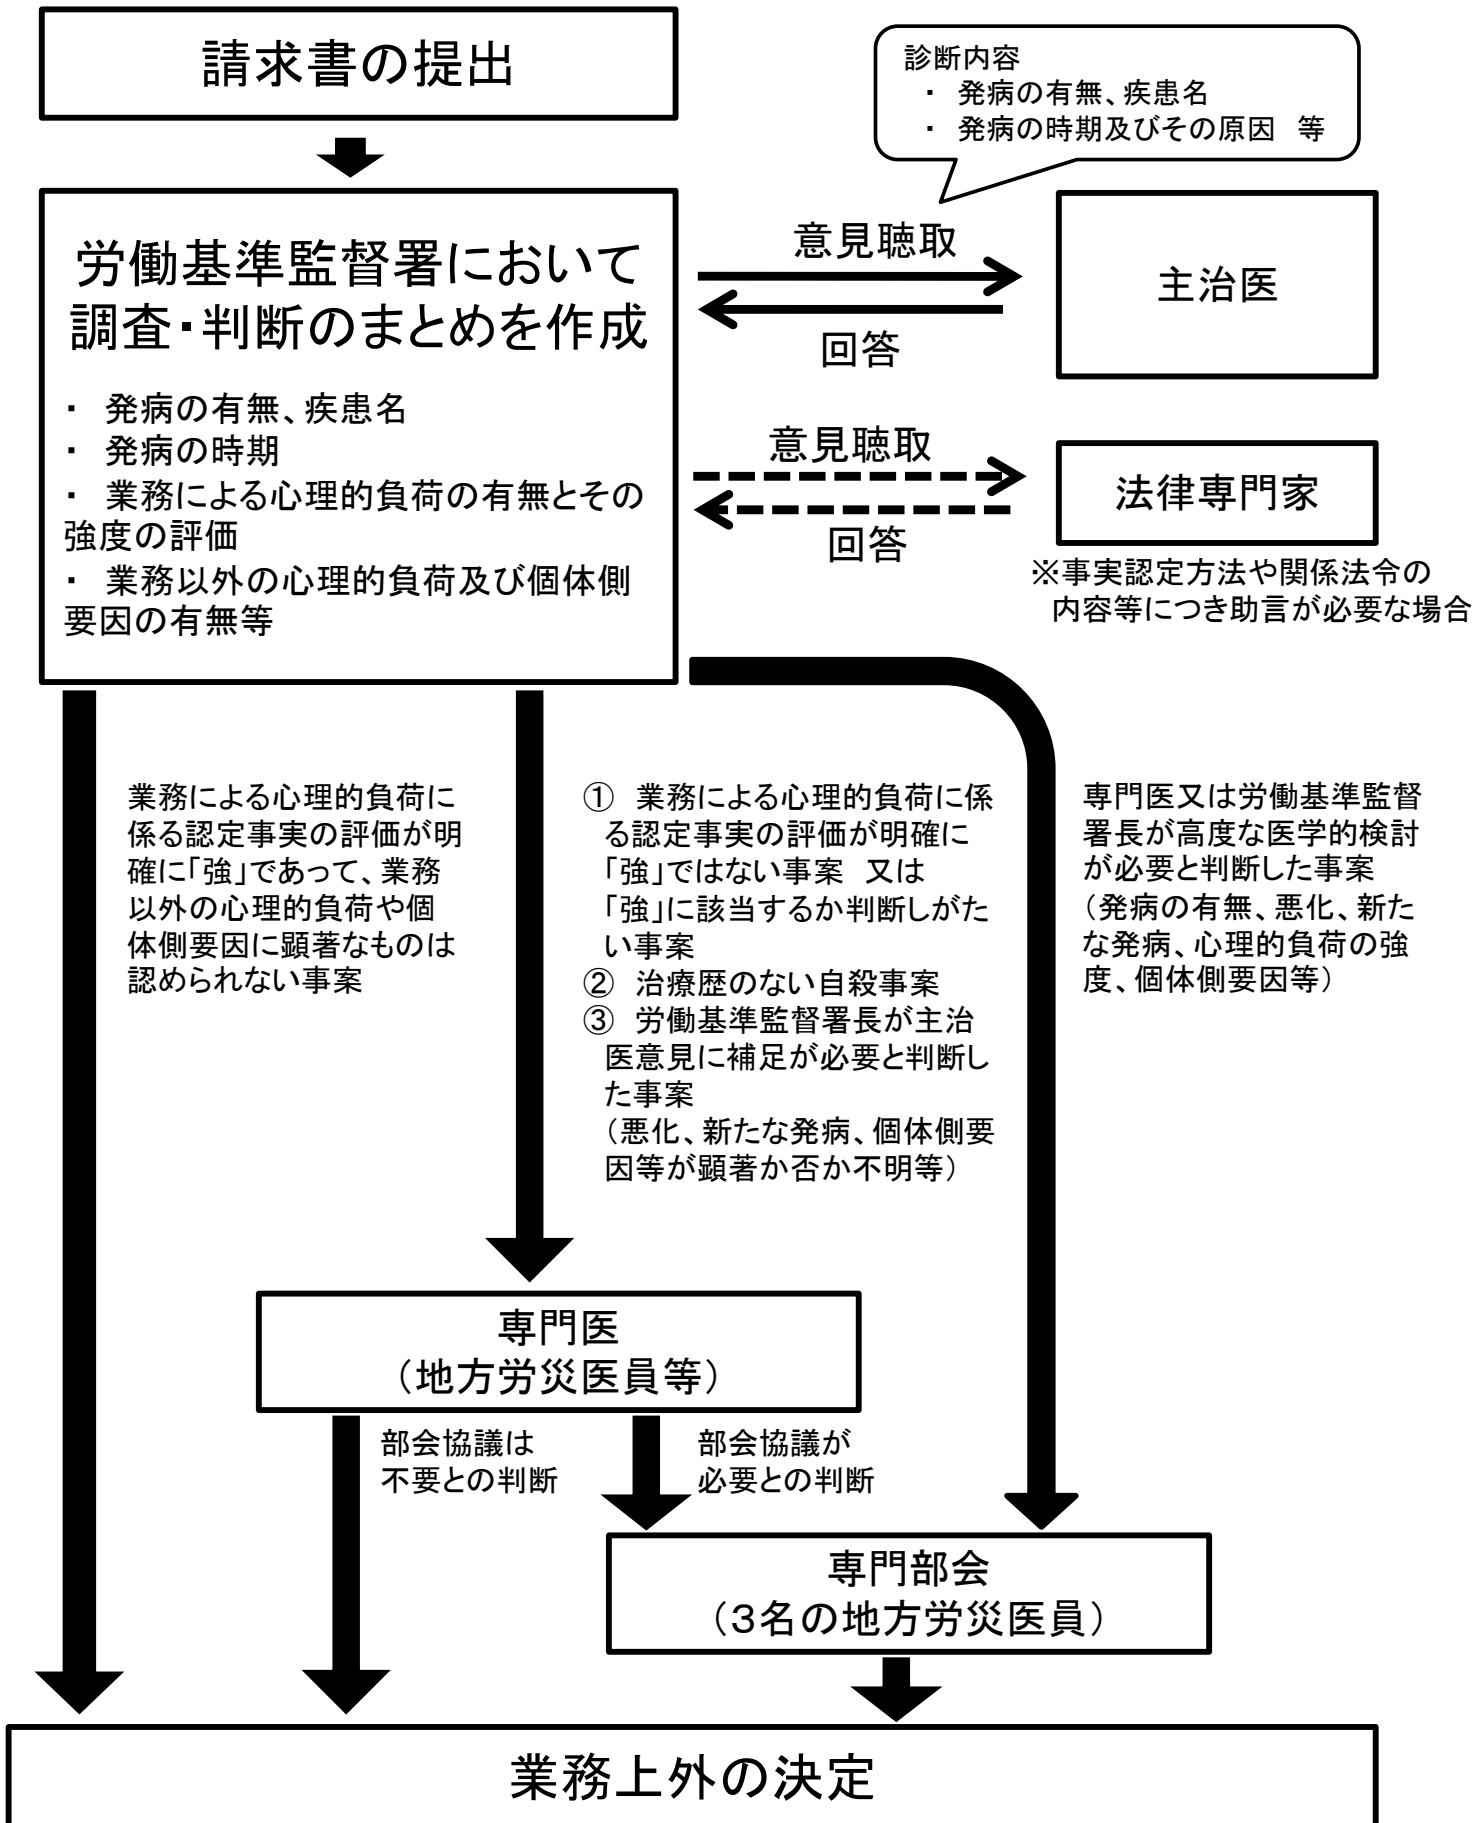 請求書の提出
診断内容
・ 発病の有無、疾患名
・ 発病の時期及びその原因　等
労働基準監督署において
調査・判断のまとめを作成
・ 発病の有無、疾患名
・ 発病の時期
・ 業務による心理的負荷の有無とその
強度の評価
・ 業務以外の心理的負荷及び個体側
要因の有無等
意見聴取
回答
主治医
意見聴取
回答
法律専門家
※事実認定方法や関係法令の
内容等につき助言が必要な場合
業務による心理的負荷に
係る認定事実の評価が明
確に「強」であって、業務
以外の心理的負荷や個
体側要因に顕著なものは
認められない事案
①　業務による心理的負荷に係
る認定事実の評価が明確に
「強」ではない事案　又は
「強」に該当するか判断しがた
い事案
②　治療歴のない自殺事案
③　労働基準監督署長が主治
医意見に補足が必要と判断し
た事案
（悪化、新たな発病、個体側要
因等が顕著か否か不明等）
専門医又は労働基準監督
署長が高度な医学的検討
が必要と判断した事案
（発病の有無、悪化、新た
な発病、心理的負荷の強
度、個体側要因等）
専門医
（地方労災医員等）
部会協議は
不要との判断
部会協議が
必要との判断
専門部会
（３名の地方労災医員）
業務上外の決定